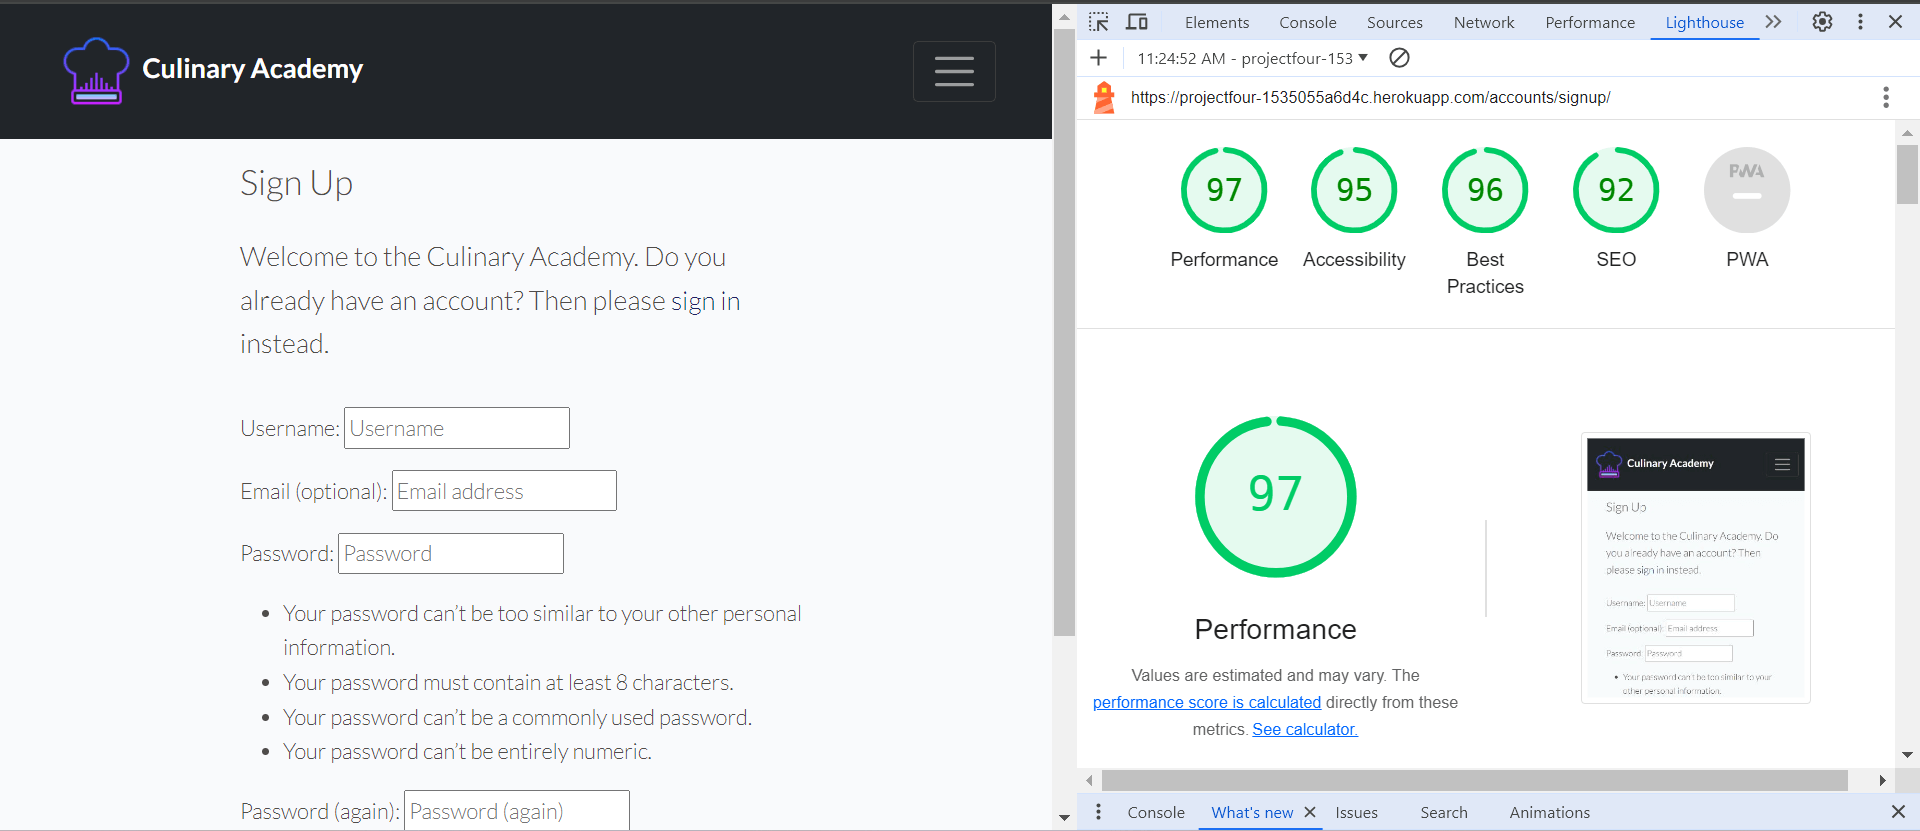 Culinary Academy
Sign Up
Welcome to the Culinary Academy. Do you
already have an account? Then please sign in
instead.
Username: Username
Email (optional): Email address
Password: Password
Your password can’t be too similar to your other personal
information.
Your password must contain at least 8 characters.
Your password can’t be a commonly used password.
Your password can’t be entirely numeric.
Password (again): Password (again)
Elements Console Sources Network Performance Lighthouse
11:24:52 AM - projectfour-153
https://projectfour-1535055a6d4c.herokuapp.com/accounts/signup/
97 95 96 92 PWA
Performance Accessibility Best Practices SEO PWA
97
Performance
Values are estimated and may vary. The
performance score is calculated directly from these
metrics. See calculator.
Culinary Academy
Sign Up
Welcome to the Culinary Academy. Do
you already have an account? Then
please sign in instead.
Username: Username
Email (optional): Email address
Password: Password
Your password can't be too similar to your
other personal information.
Console What's new Issues Search Animations